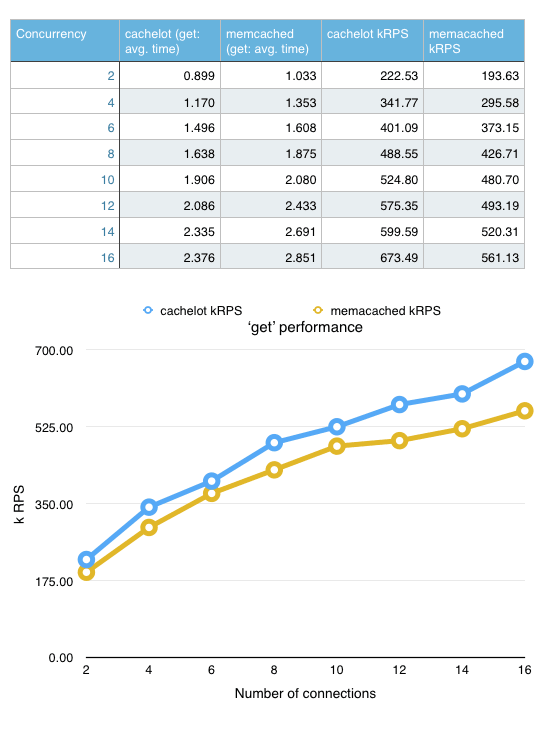 Concurrency cachelot (get: avg. time) memcached (get: avg. time) cachelot kRPS memacached kRPS
2 0.899 1.033 222.53 193.63
4 1.170 1.353 341.77 295.58
6 1.496 1.608 401.09 373.15
8 1.638 1.875 488.55 426.71
10 1.906 2.080 524.80 480.70
12 2.086 2.433 575.35 493.19
14 2.335 2.691 599.59 520.31
16 2.376 2.851 673.49 561.13
cachelot kRPS memacached kRPS
‘get’ performance
700.00
525.00
350.00
175.00
0.00
k RPS
2 4 6 8 10 12 14 16
Number of connections